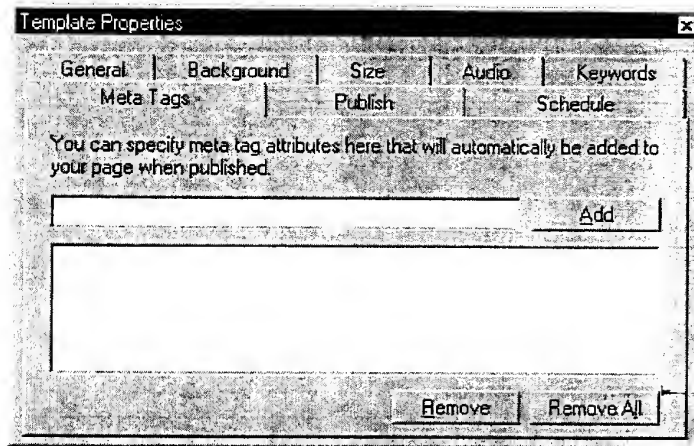 Template Properties
General Background Size Audio Keywords
Meta Tags Publish Schedule
You can specify meta tag attributes here that will automatically be added to
your page when published.
Add
Remove Remove All